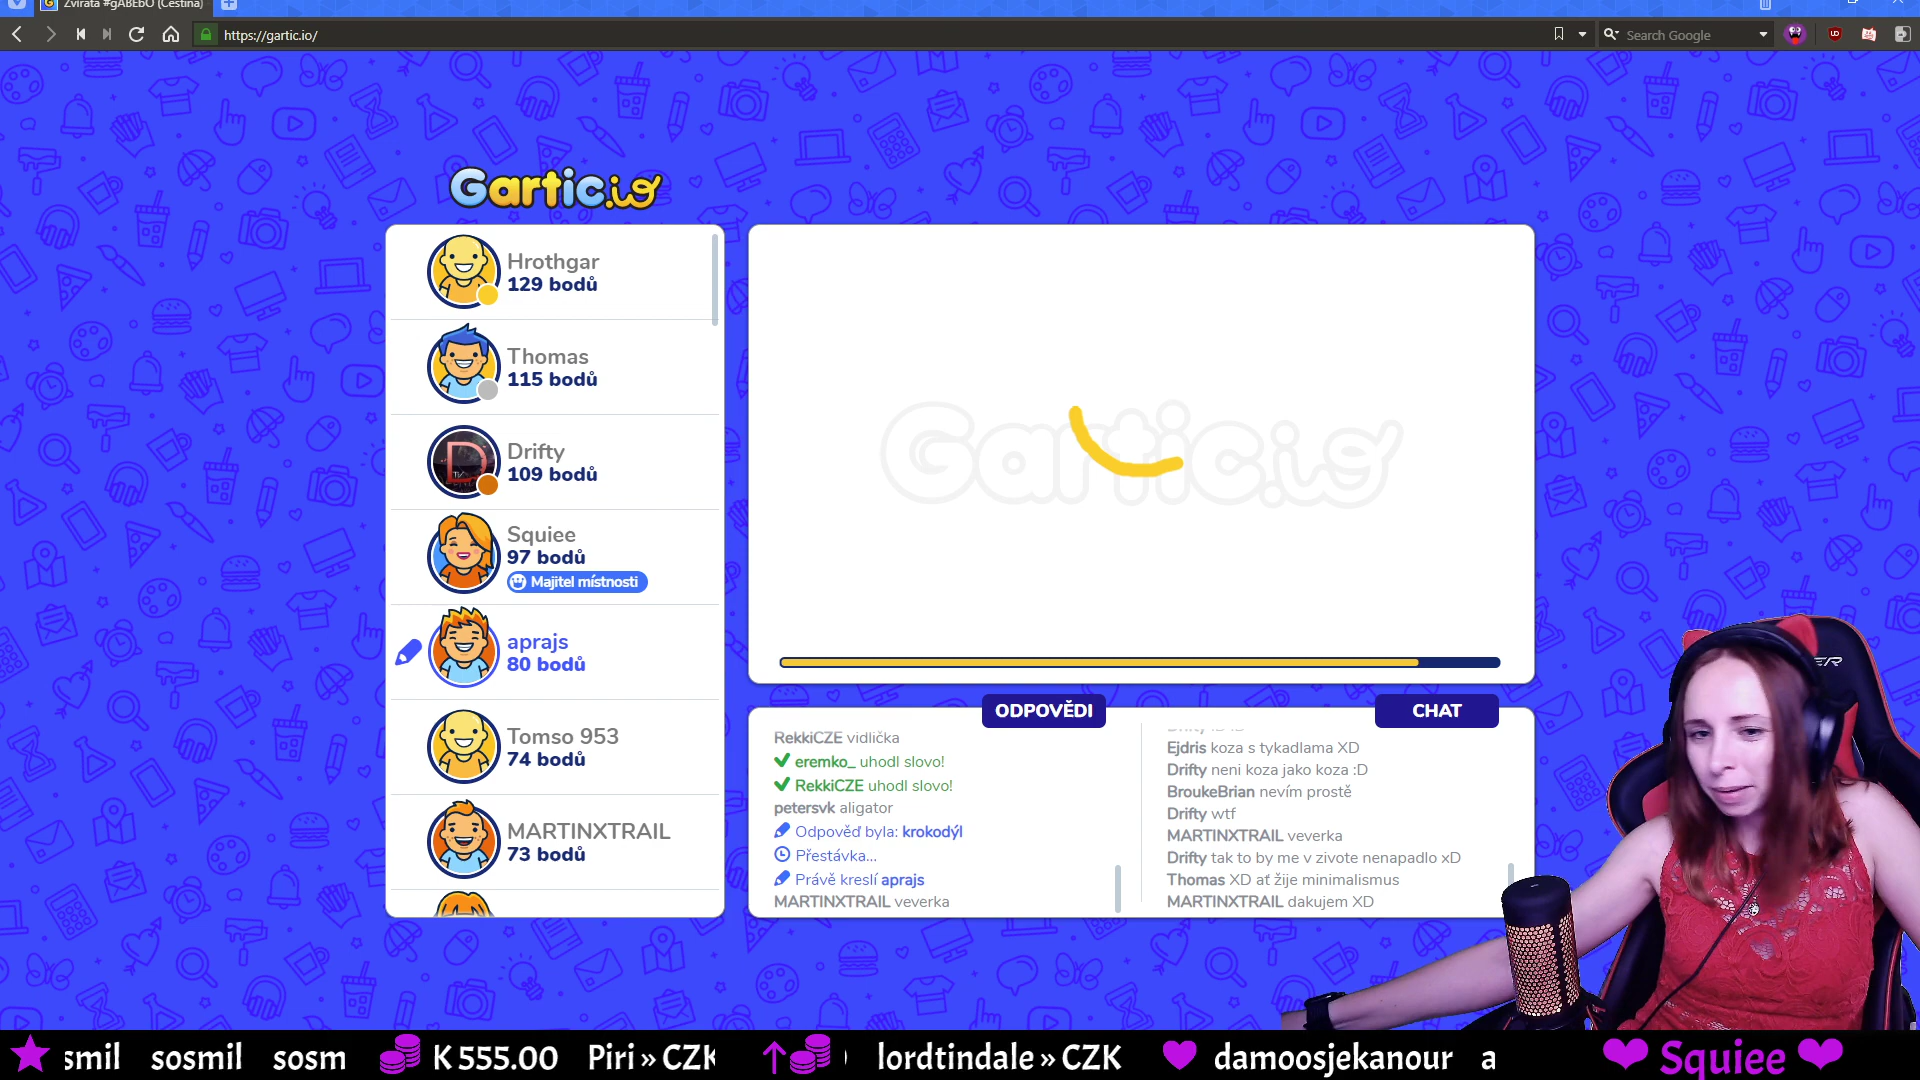 Zvířata #gABEbO (Čeština)
https://gartic.io/
Search Google
Gartic.io
Hrothgar
129 bodů
Thomas
115 bodů
Drifty
109 bodů
Squiee
97 bodů
Majitel místnosti
aprajs
80 bodů
Tomso 953
74 bodů
MARTINXTRAIL
73 bodů
Gartic.io
ODPOVĚDI
RekkiCZE vidlička
eremko_ uhodl slovo!
RekkiCZE uhodl slovo!
petersvk aligator
Odpověď byla: krokodýl
Přestávka...
Právě kreslí aprajs
MARTINXTRAIL veverka
CHAT
Ejdris koza s tykadlama XD
Drifty neni koza jako koza :D
BroukeBrian nevím prostě
Drifty wtf
MARTINXTRAIL veverka
Drifty tak to by me v zivote nenapadlo xD
Thomas XD ať žije minimalismus
MARTINXTRAIL dakujem XD
smil sosmil sosm K 555.00 Piri » CZK lordtindale » CZK damoosjekanour a Squiee